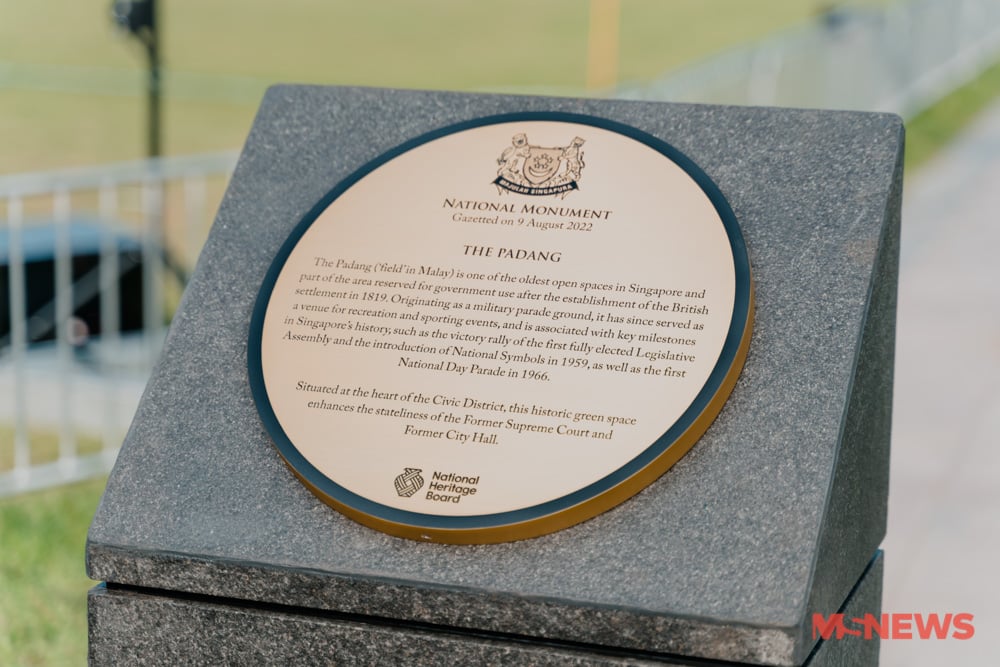 MAJULAH SINGAPURA
NATIONAL MONUMENT
Gazetted on 9 August 2022
THE PADANG
The Padang (‘field’ in Malay) is one of the oldest open spaces in Singapore and
part of the area reserved for government use after the establishment of the British
settlement in 1819. Originating as a military parade ground, it has since served as
a venue for recreation and sporting events, and is associated with key milestones
in Singapore’s history, such as the victory rally of the first fully elected Legislative
Assembly and the introduction of National Symbols in 1959, as well as the first
National Day Parade in 1966.
Situated at the heart of the Civic District, this historic green space
enhances the stateliness of the Former Supreme Court and
Former City Hall.
National
Heritage
Board
MSNEWS